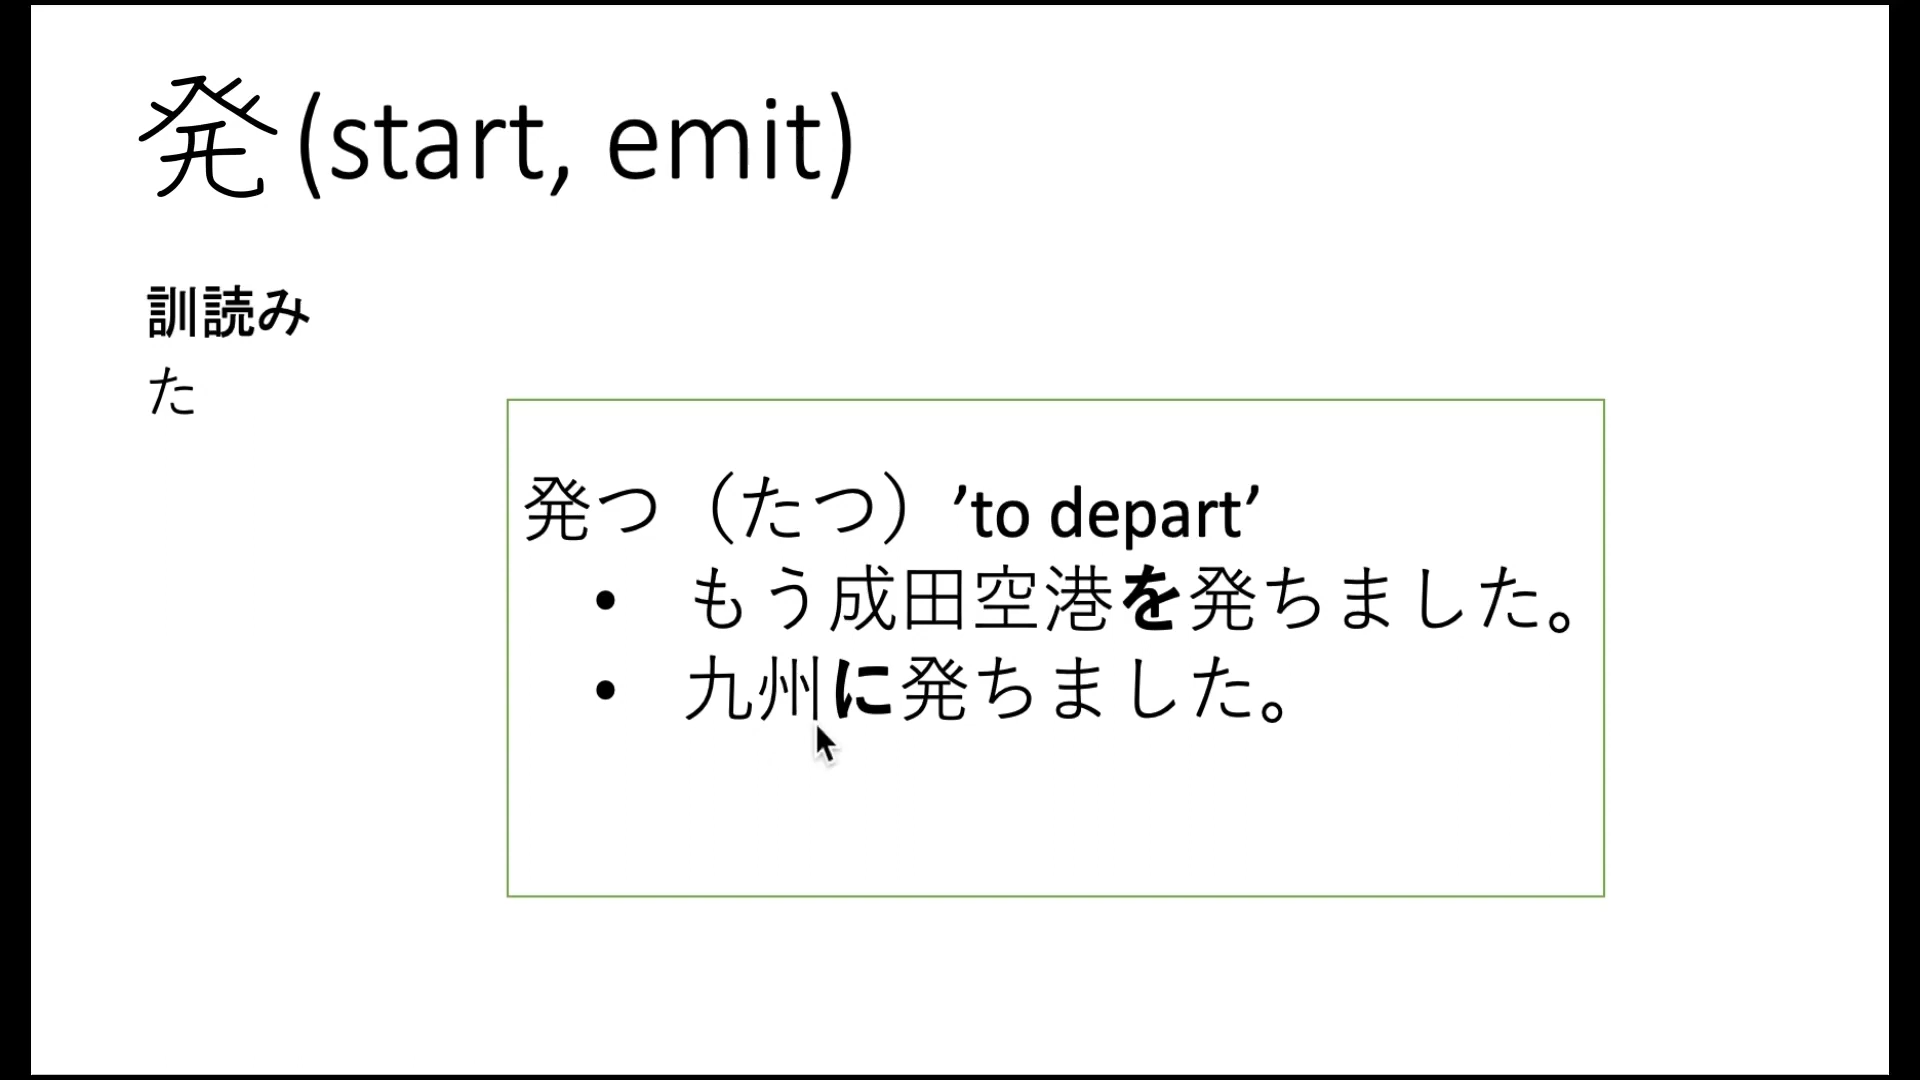 発(start, emit)
訓読み
た
発つ（たつ）’to depart’
• もう成田空港を発ちました。
• 九州に発ちました。